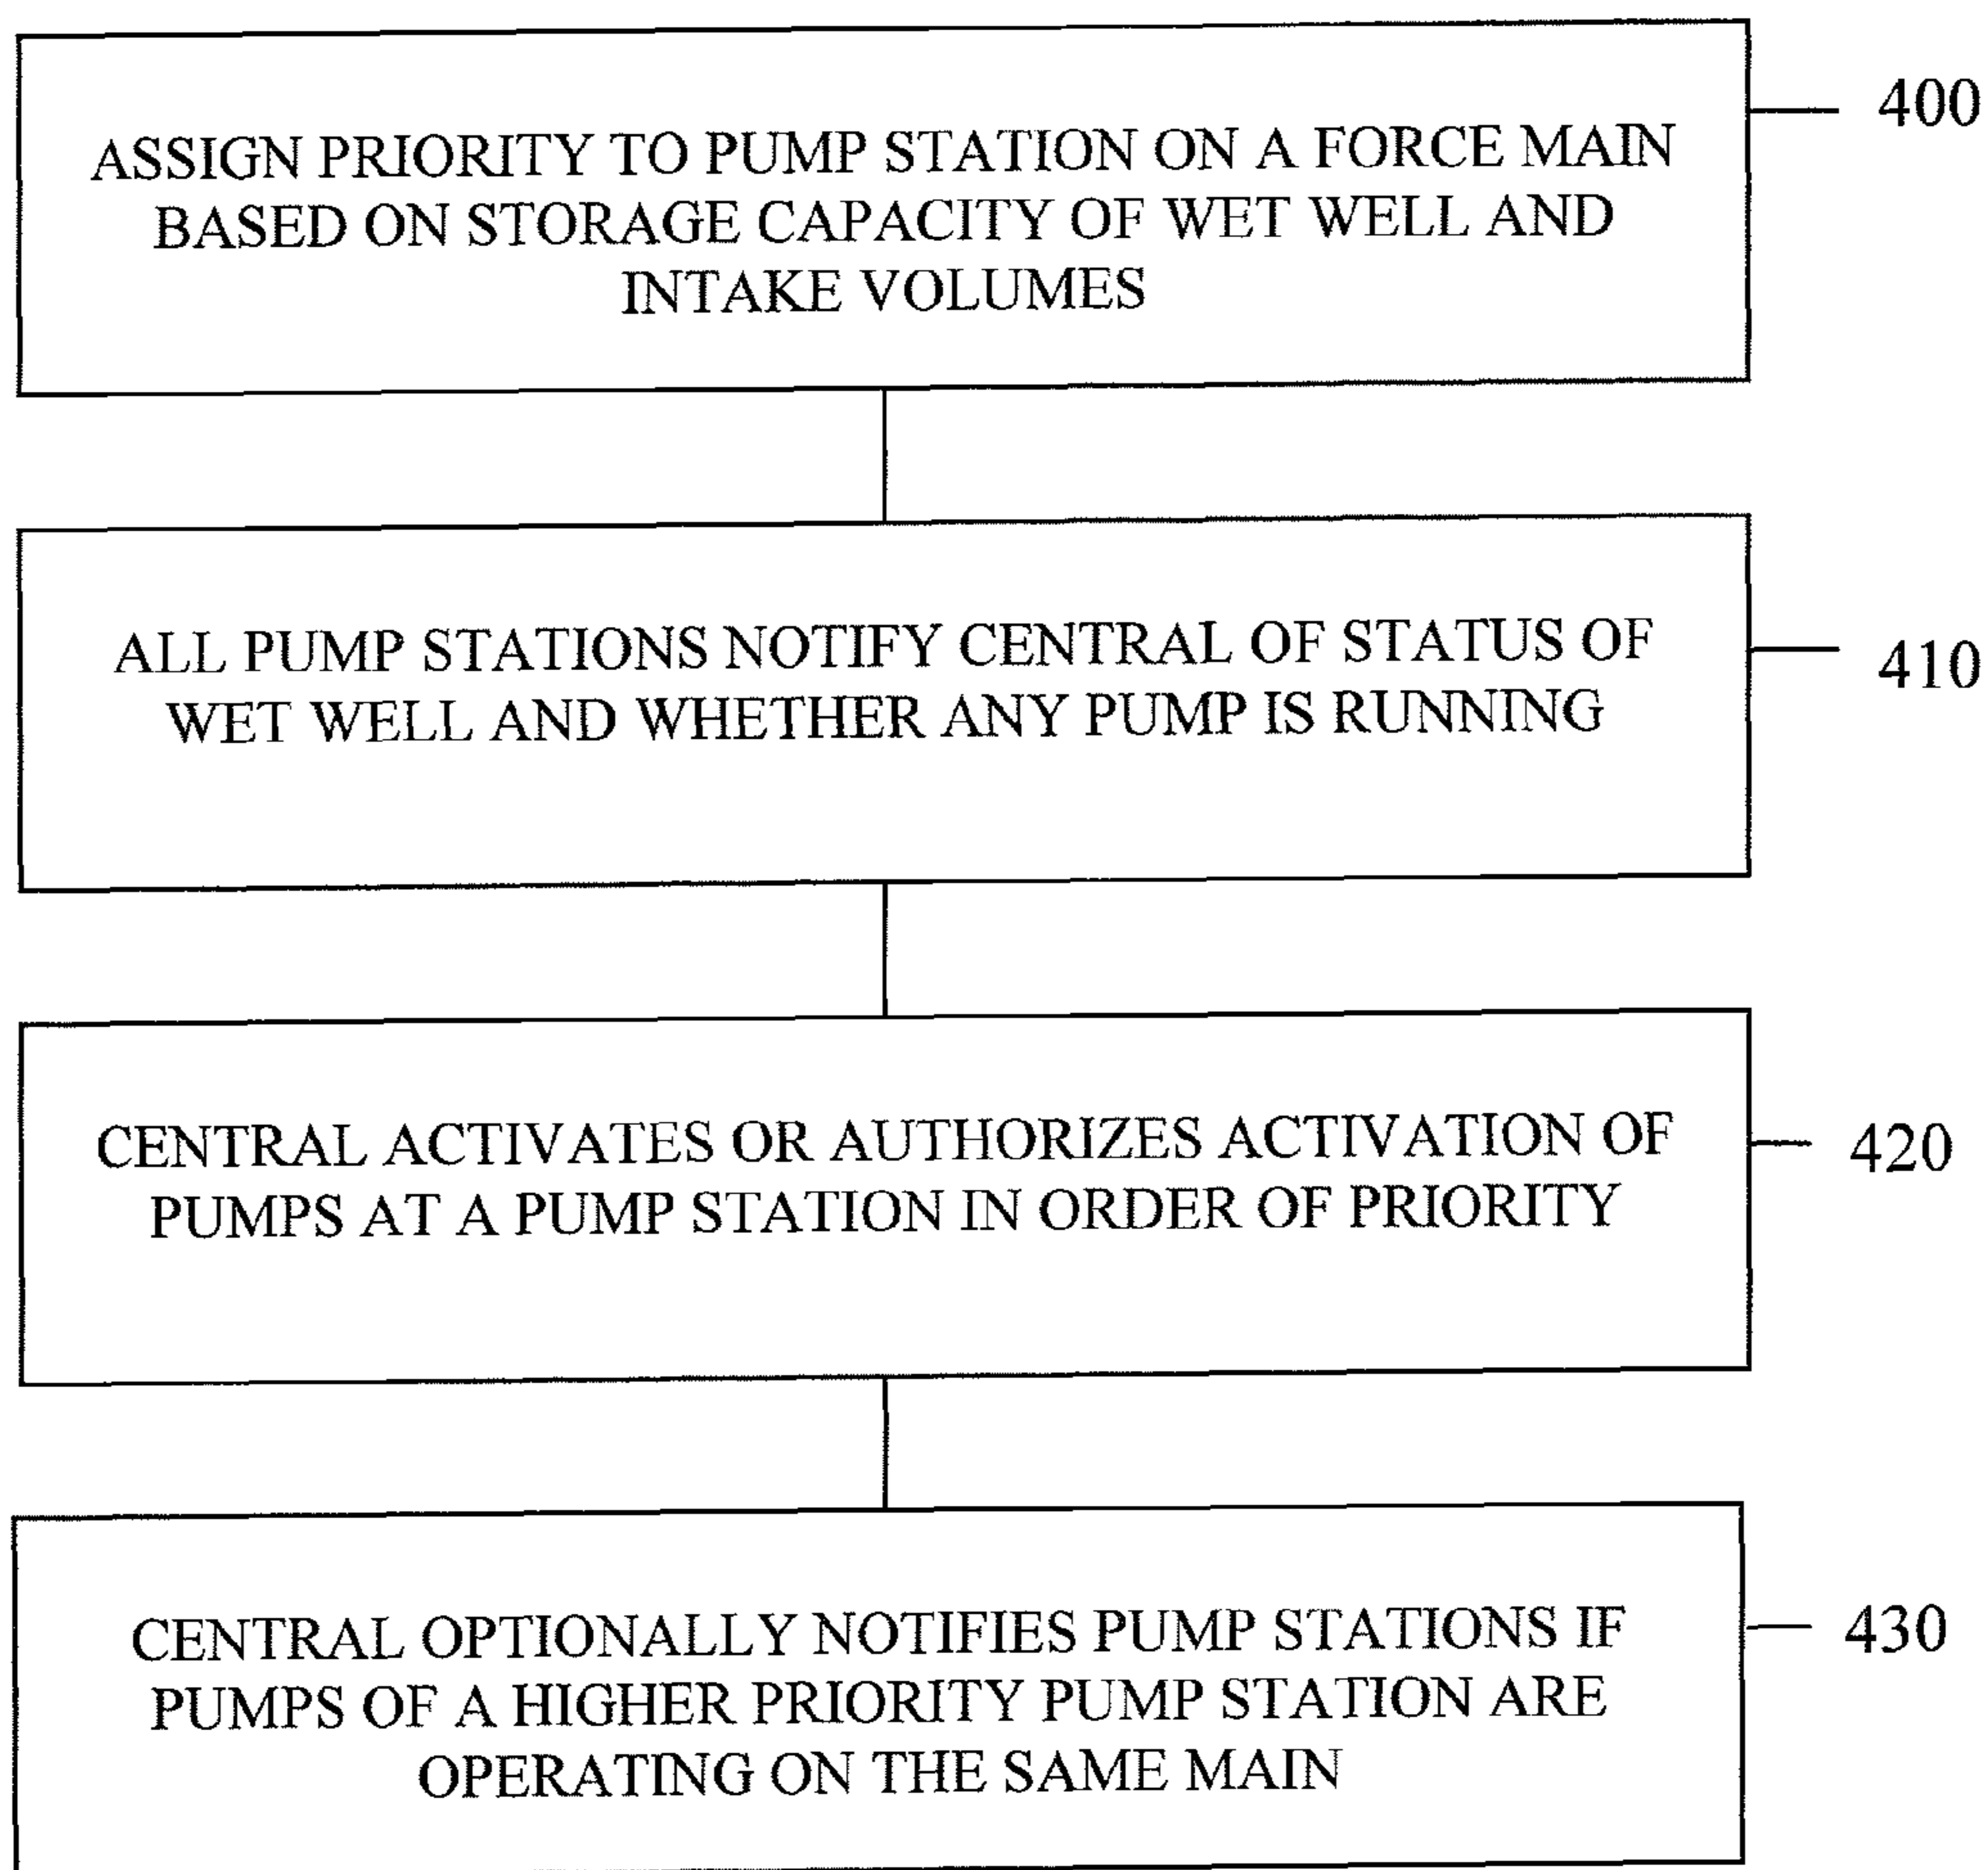 ASSIGN PRIORITY TO PUMP STATION ON A FORCE MAIN
BASED ON STORAGE CAPACITY OF WET WELL AND
INTAKE VOLUMES
400
ALL PUMP STATIONS NOTIFY CENTRAL OF STATUS OF
WET WELL AND WHETHER ANY PUMP IS RUNNING
410
CENTRAL ACTIVATES OR AUTHORIZES ACTIVATION OF
PUMPS AT A PUMP STATION IN ORDER OF PRIORITY
420
CENTRAL OPTIONALLY NOTIFIES PUMP STATIONS IF
PUMPS OF A HIGHER PRIORITY PUMP STATION ARE
OPERATING ON THE SAME MAIN
430